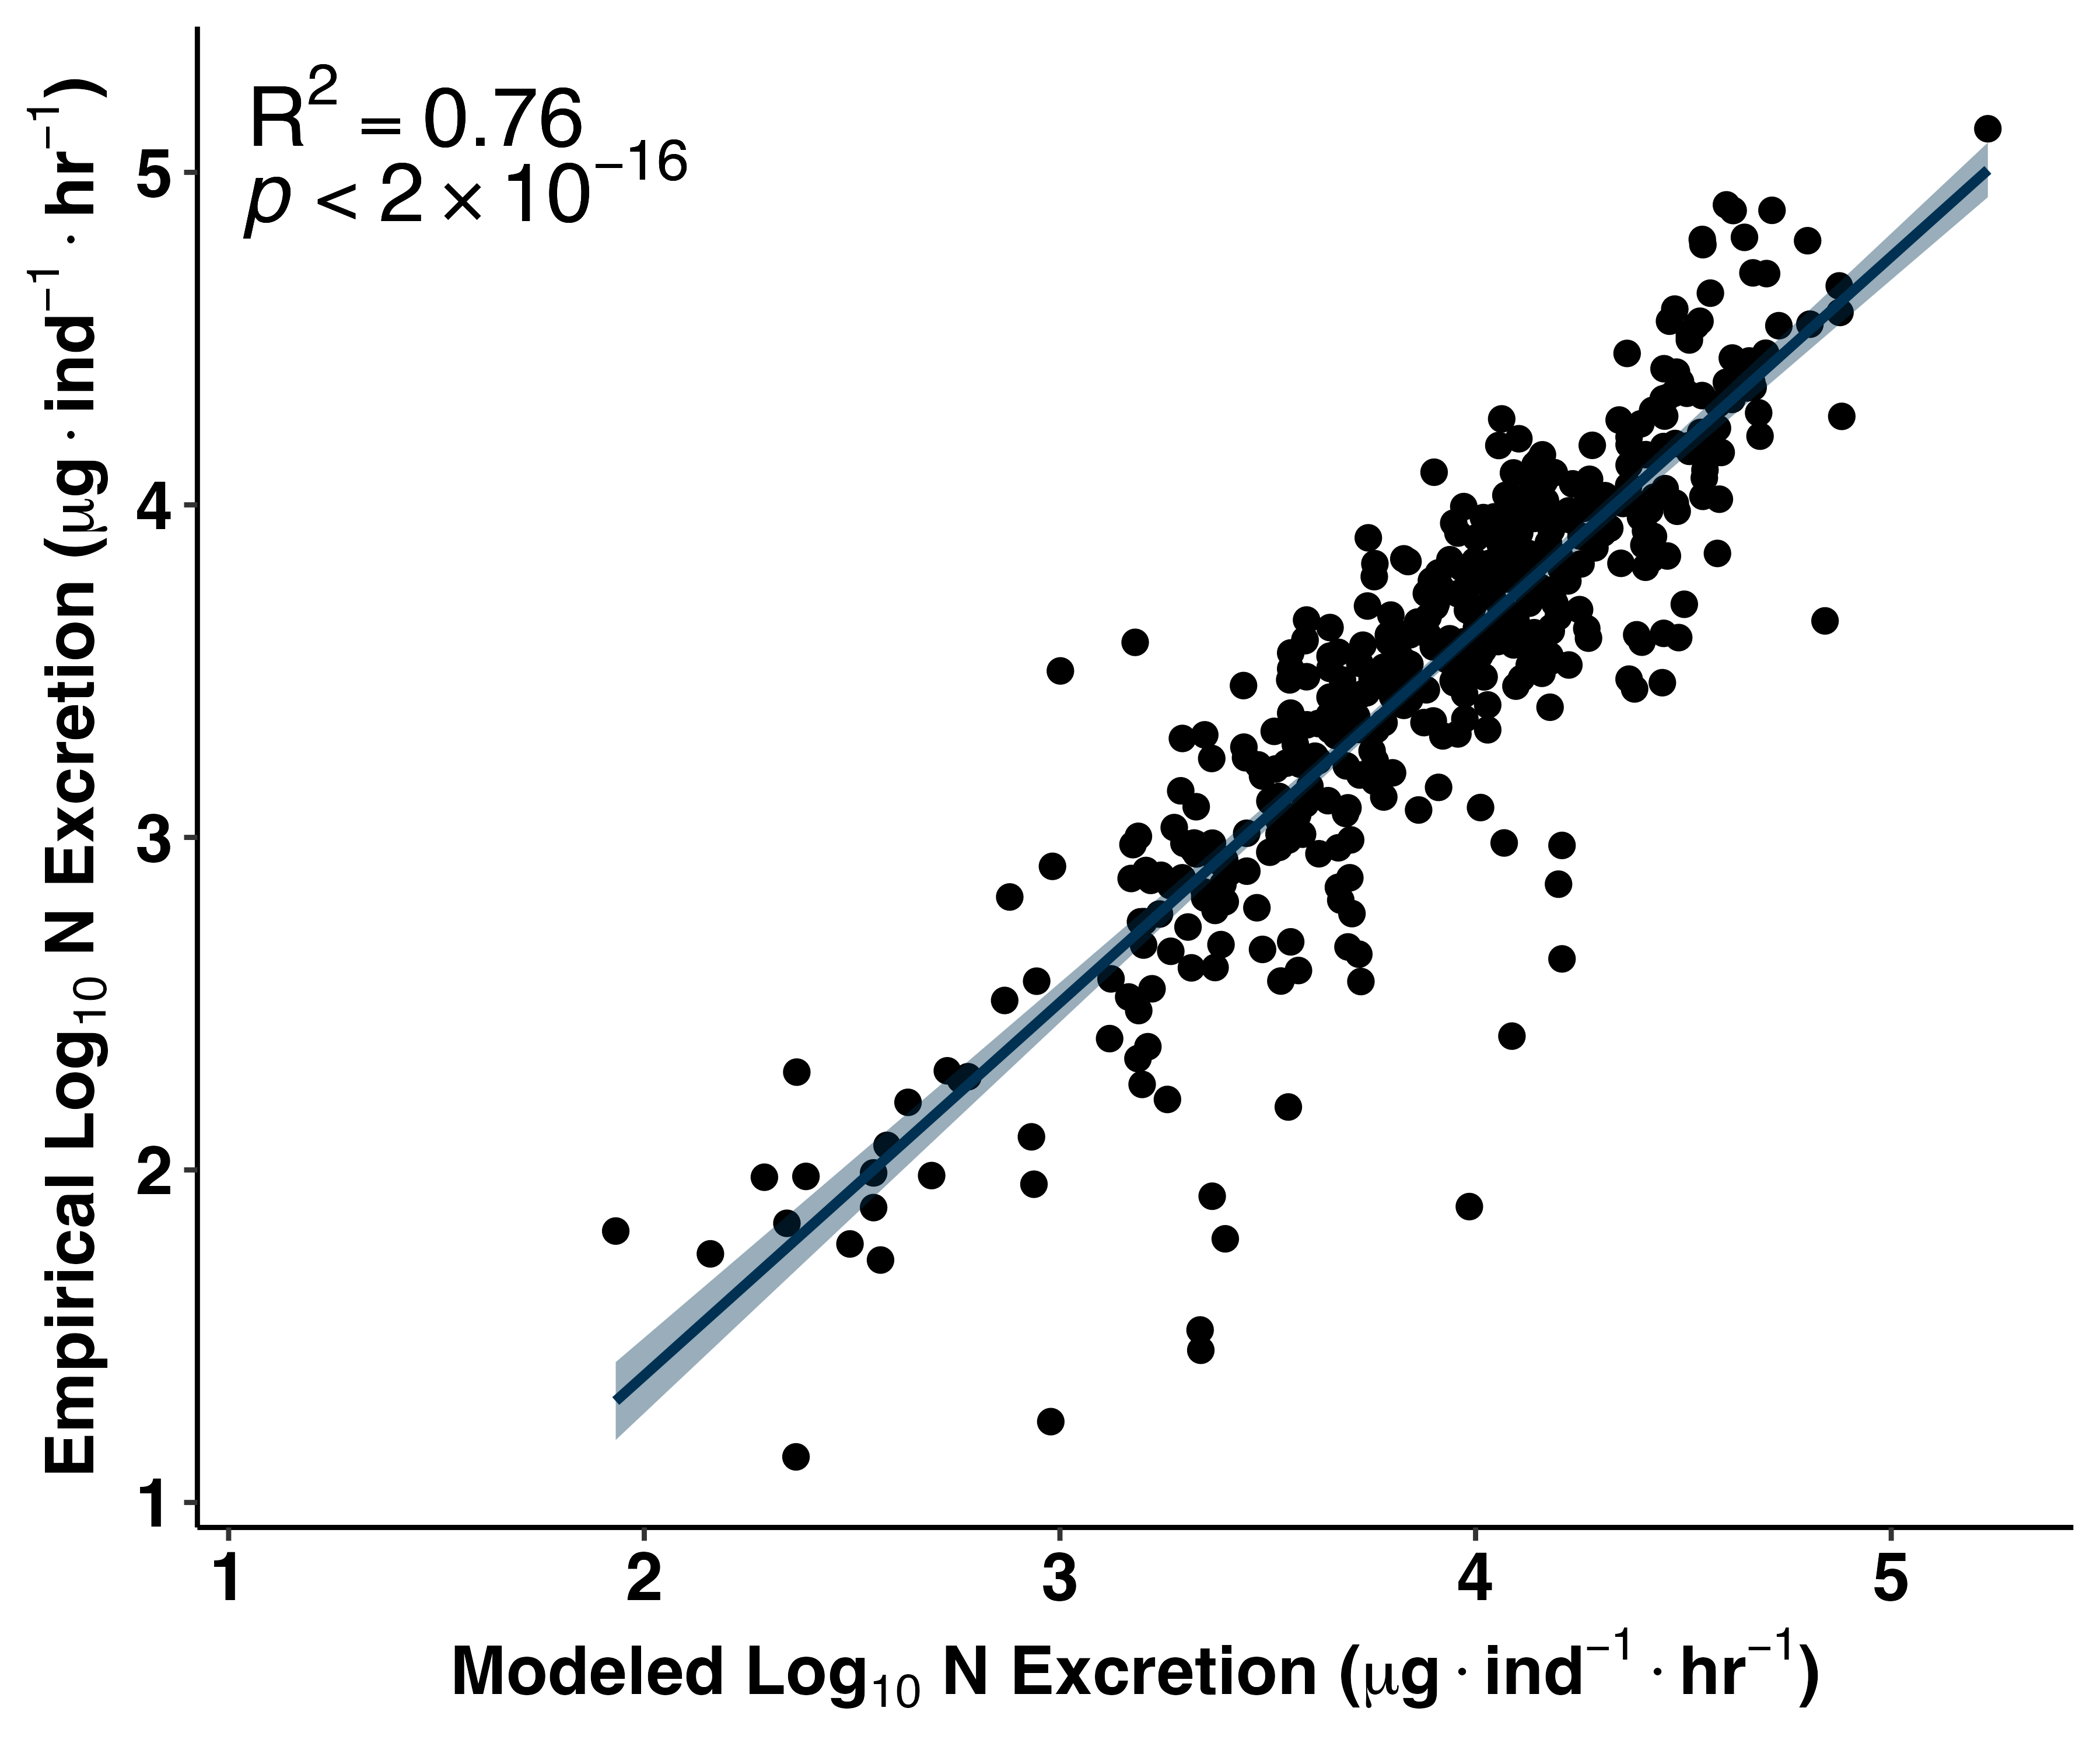 R² = 0.76
p < 2 × 10⁻¹⁶
Empirical Log₁₀ N Excretion (μg · ind⁻¹ · hr⁻¹)
5
4
3
2
1
1 2 3 4 5
Modeled Log₁₀ N Excretion (μg · ind⁻¹ · hr⁻¹)